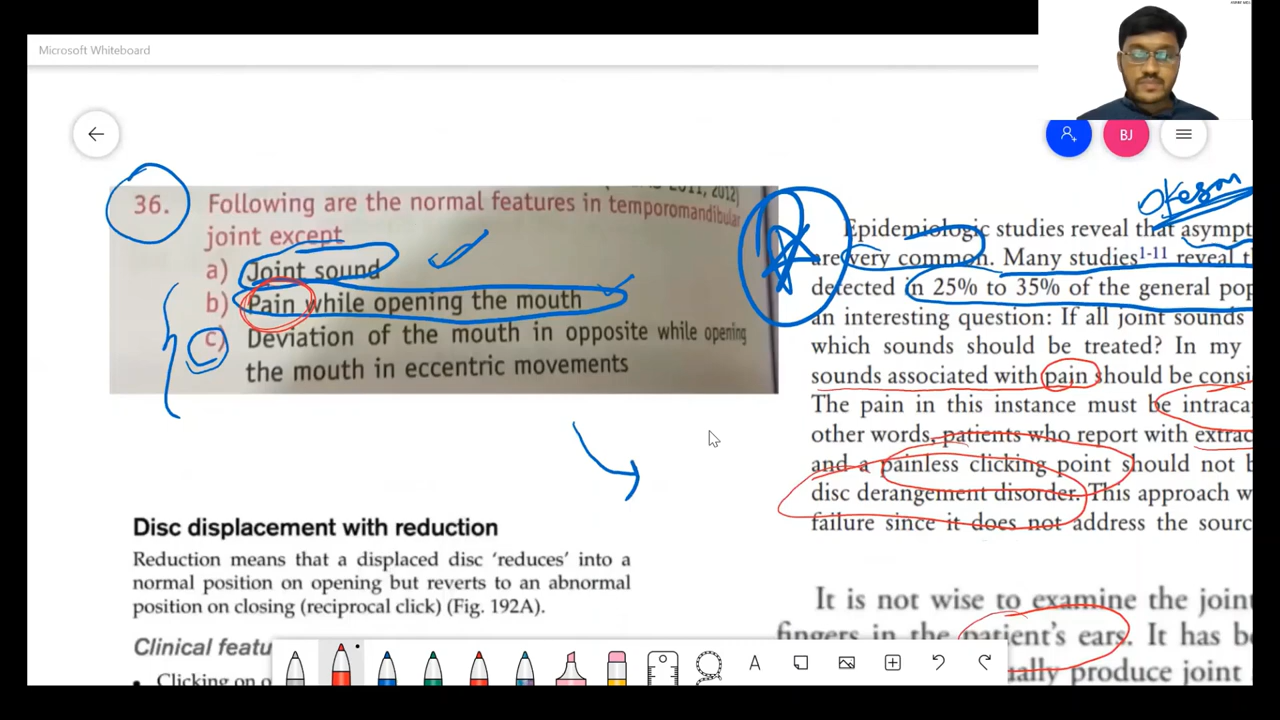 Microsoft Whiteboard
BJ
2011, 2012]
36. Following are the normal features in temporomandibular
joint except
a) Joint sound
b) Pain while opening the mouth
c) Deviation of the mouth in opposite while opening
the mouth in eccentric movements
Disc displacement with reduction
Reduction means that a displaced disc 'reduces' into a
normal position on opening but reverts to an abnormal
position on closing (reciprocal click) (Fig. 192A).
Clinical featu
Clicking on o
Okeson
Epidemiologic studies reveal that asympt
are very common. Many studies1-11 reveal t
detected in 25% to 35% of the general pop
an interesting question: If all joint sounds
which sounds should be treated? In my
sounds associated with pain should be consi
The pain in this instance must be intraca
other words, patients who report with extrac
and a painless clicking point should not b
disc derangement disorder. This approach w
failure since it does not address the sourc
It is not wise to examine the join
fingers in the patient's ears. It has be
ually produce joint